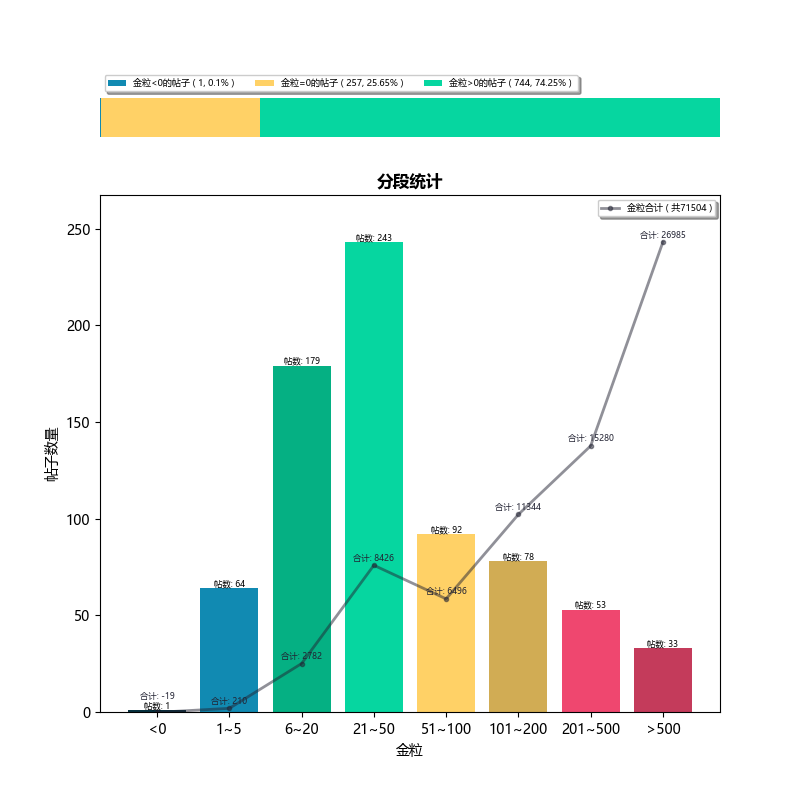 金粒<0的帖子 ( 1, 0.1% ) 金粒=0的帖子 ( 257, 25.65% ) 金粒>0的帖子 ( 744, 74.25% )
分段统计
金粒合计 ( 共71504 )
帖子数量
250
200
150
100
50
0
合计: -19
帖数: 1
帖数: 64
合计: 210
帖数: 179
合计: 2782
帖数: 243
合计: 8426
帖数: 92
合计: 6496
合计: 11344
帖数: 78
合计: 15280
帖数: 53
合计: 26985
帖数: 33
<0 1~5 6~20 21~50 51~100 101~200 201~500 >500
金粒